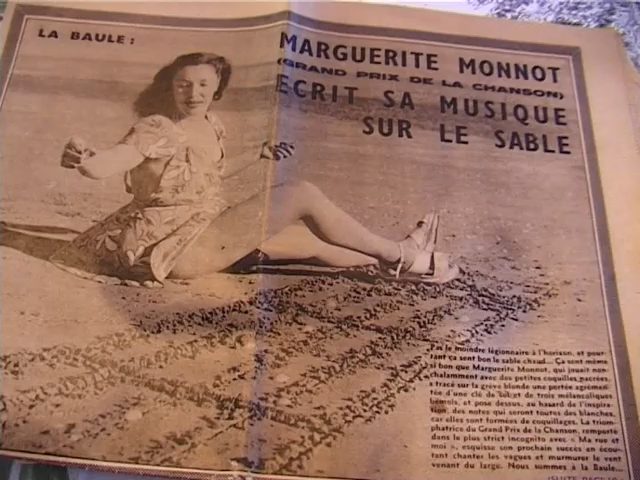 LA BAULE :
MARGUERITE MONNOT
(GRAND PRIX DE LA CHANSON)
ECRIT SA MUSIQUE
SUR LE SABLE
Pas le moindre légionnaire à l'horizon, et pour-
tant ça sent bon le sable chaud... Ça sent même
si bon que Marguerite Monnot, qui jouait non-
chalamment avec des petites coquilles nacrées,
a tracé sur la grève blonde une portée agrémen-
tée d'une clé de sol et de trois mélancoliques
bémols, et pose dessus, au hasard de l'inspira-
tion, des notes qui seront toutes des blanches,
car elles sont formées de coquillages. La triom-
phatrice du Grand Prix de la Chanson, remporté
dans le plus strict incognito avec « Ma rue et
moi », esquisse son prochain succès en écou-
tant chanter les vagues et murmurer le vent
venant du large. Nous sommes à la Baule...
(SUITE PAGE